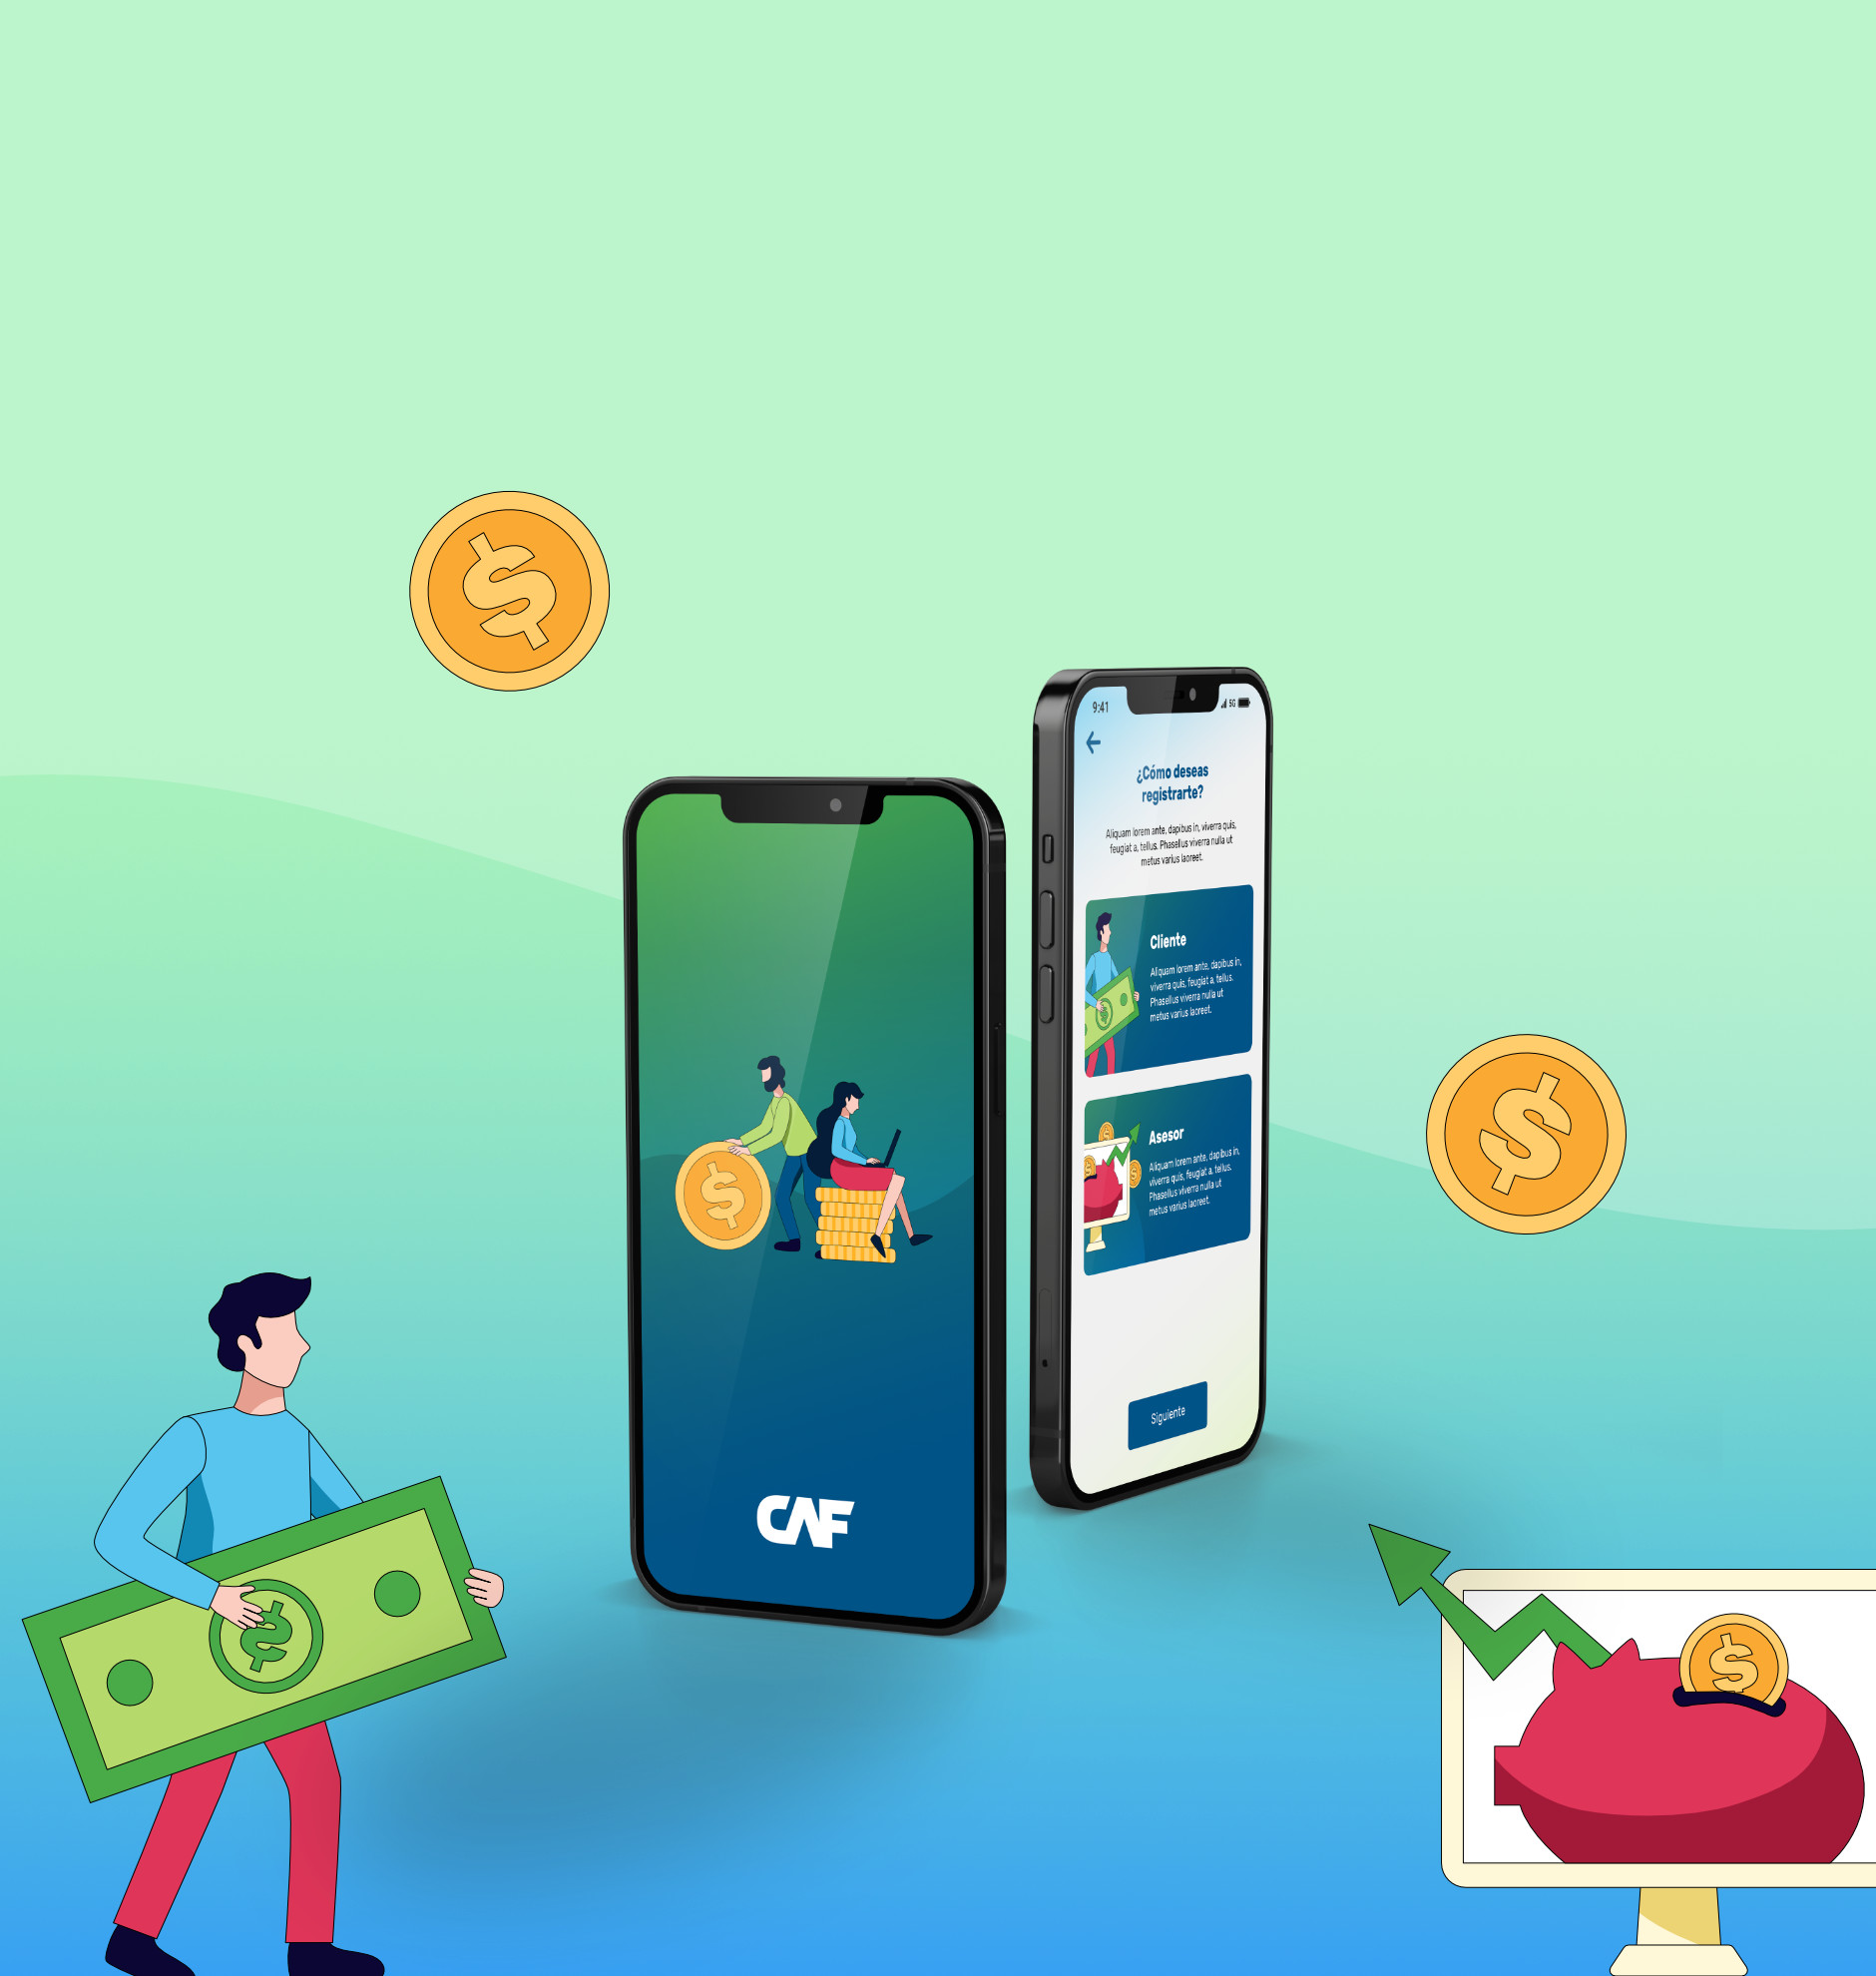 $
9:41
5G
¿Cómo deseas
registrarte?
Aliquam lorem ante, dapibus in, viverra quis,
feugiat a, tellus. Phasellus viverra nulla ut
metus varius laoreet.
Cliente
Aliquam lorem ante, dapibus in,
viverra quis, feugiat a, tellus.
Phasellus viverra nulla ut
metus varius laoreet.
$
Asesor
Aliquam lorem ante, dapibus in,
viverra quis, feugiat a, tellus.
Phasellus viverra nulla ut
metus varius laoreet.
$
Siguiente
CAF
$
$